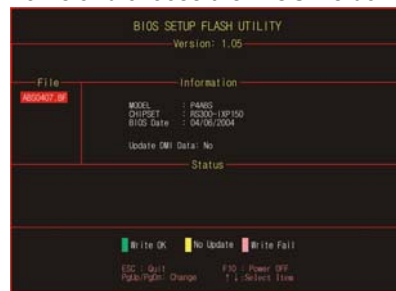 BIOS SETUP FLASH UTILITY
Version: 1.05
File
Information
ABS0407.BF
MODEL : P4ABS
CHIPSET : RS300-IXP150
BIOS Date : 04/06/2004
Update DMI Data: No
Status
Write OK No Update Write Fail
ESC : Quit F10 : Power OFF
PgUp/PgDn: Change ↑↓:Select Item